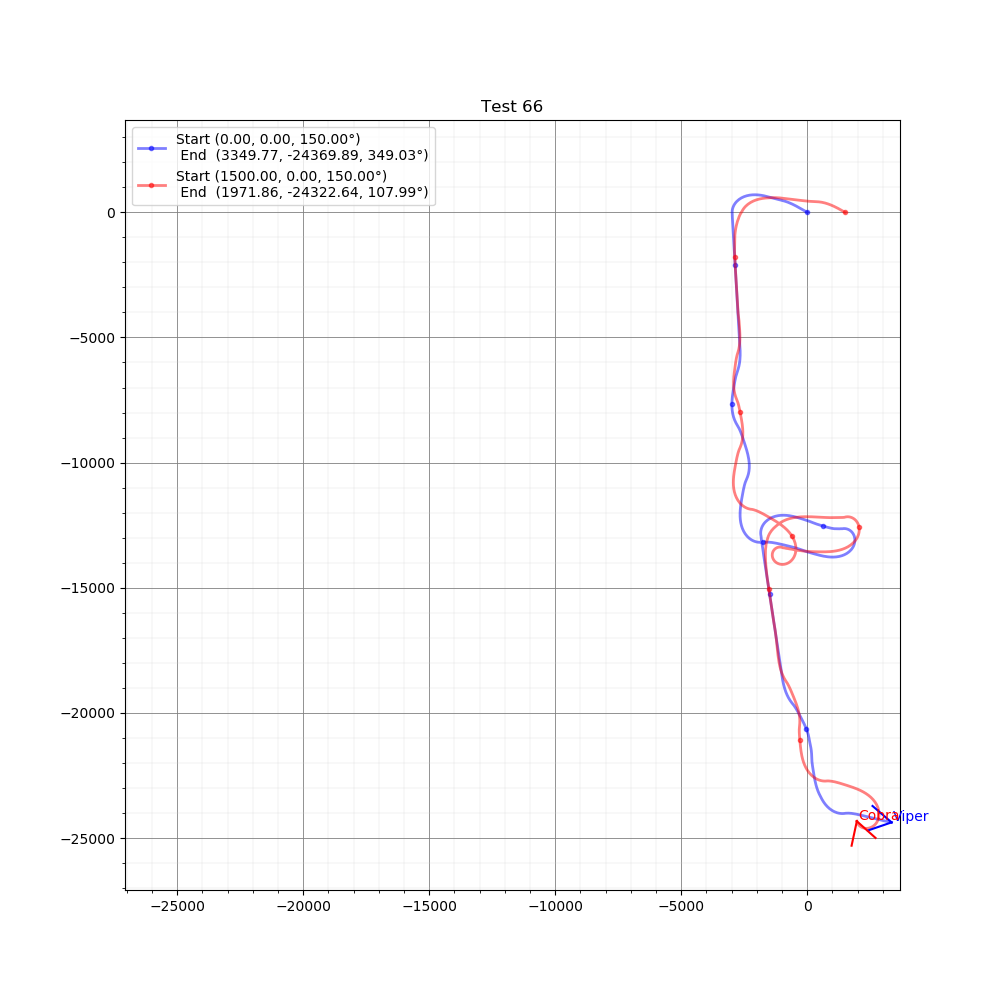 Test 66
Start (0.00, 0.00, 150.00°)
End (3349.77, -24369.89, 349.03°)
Start (1500.00, 0.00, 150.00°)
End (1971.86, -24322.64, 107.99°)
0
−5000
−10000
−15000
−20000
−25000
Cobra Viper
−25000 −20000 −15000 −10000 −5000 0